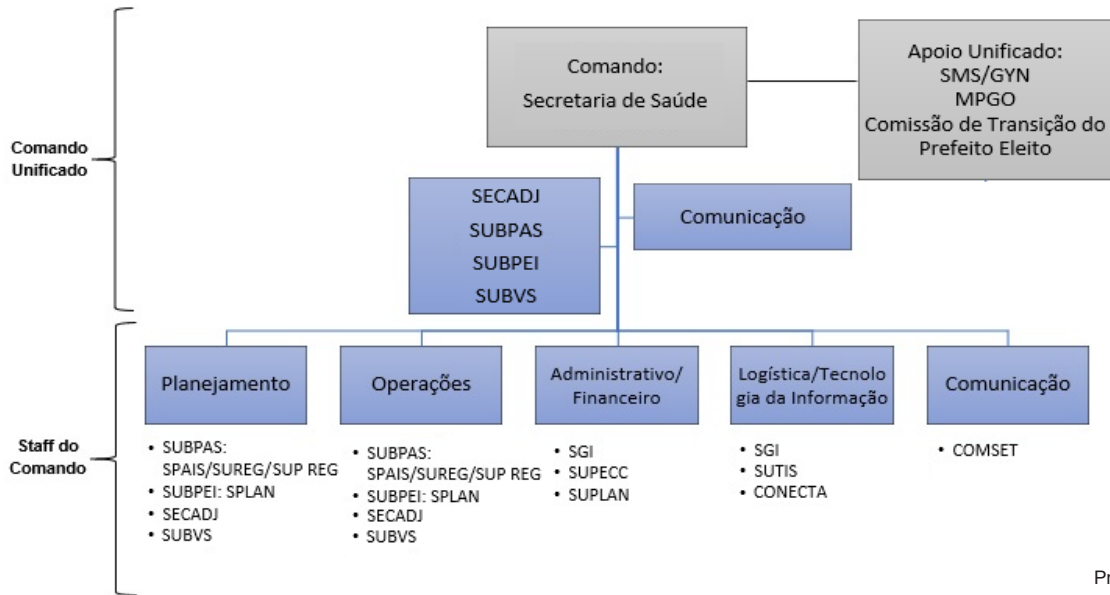 Comando:
Secretaria de Saúde
Apoio Unificado:
SMS/GYN
MPGO
Comissão de Transição do
Prefeito Eleito
Comando
Unificado
SECADJ
SUBPAS
SUBPEI
SUBVS
Comunicação
Planejamento
Operações
Administrativo/
Financeiro
Logística/Tecnolo
gia da Informação
Comunicação
Staff do
Comando
• SUBPAS:
SPAIS/SUREG/SUP REG
• SUBPEI: SPLAN
• SECADJ
• SUBVS
• SUBPAS:
SPAIS/SUREG/SUP REG
• SUBPEI: SPLAN
• SECADJ
• SUBVS
• SGI
• SUPECC
• SUPLAN
• SGI
• SUTIS
• CONECTA
• COMSET
Pr